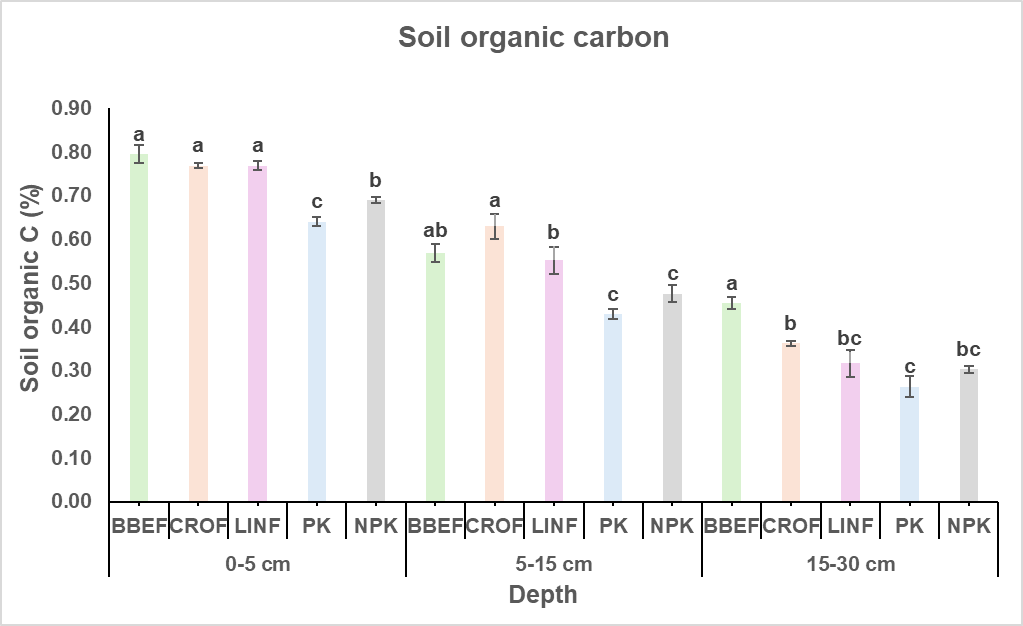 Soil organic carbon
Soil organic C (%)
0.90
0.80
0.70
0.60
0.50
0.40
0.30
0.20
0.10
0.00
a a a c b ab a b c c a b bc c bc
BBEF CROF LINF PK NPK BBEF CROF LINF PK NPK BBEF CROF LINF PK NPK
0-5 cm 5-15 cm 15-30 cm
Depth